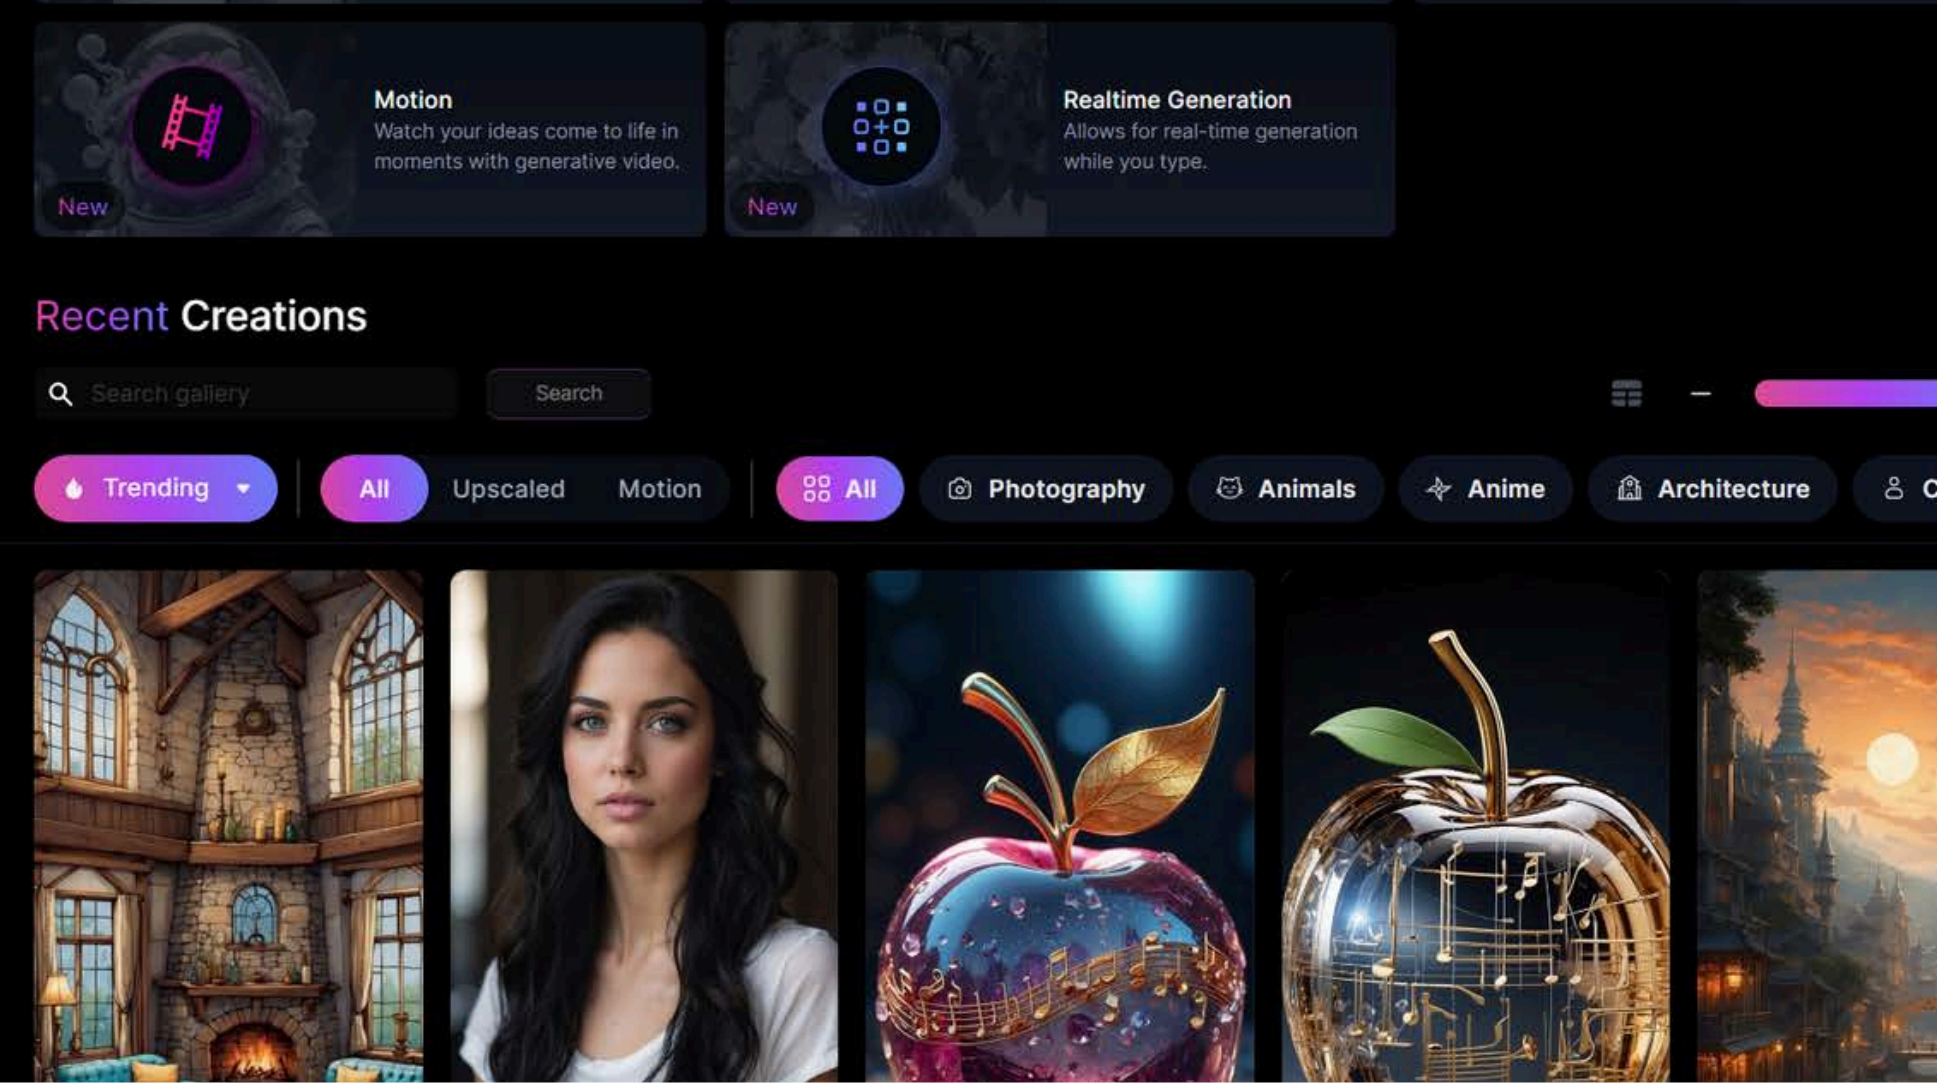 Motion
Watch your ideas come to life in
moments with generative video.
New
Realtime Generation
Allows for real-time generation
while you type.
New
Recent Creations
Search gallery
Search
Trending
All
Upscaled
Motion
All
Photography
Animals
Anime
Architecture
C